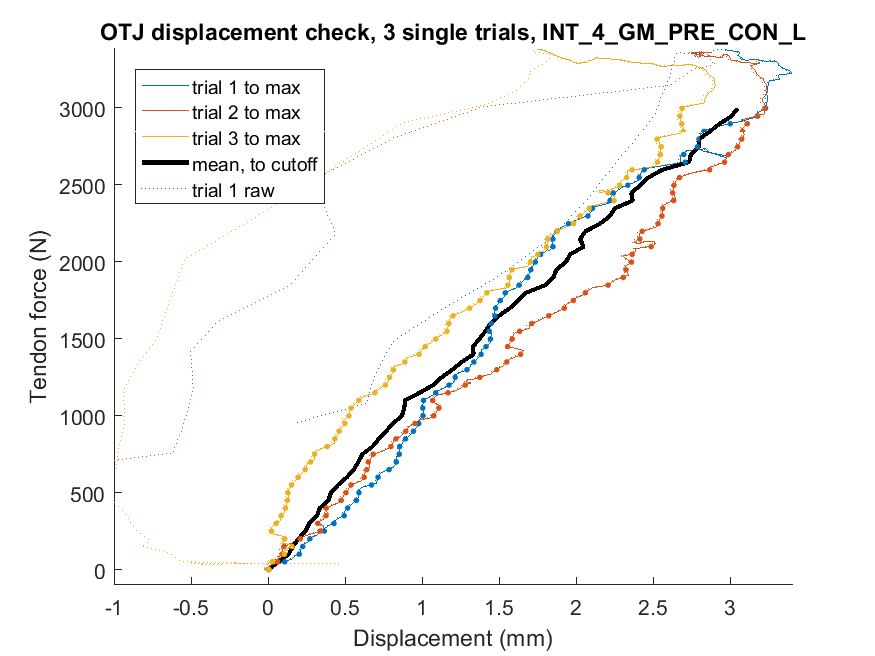 OTJ displacement check, 3 single trials, INT_4_GM_PRE_CON_L
trial 1 to max
trial 2 to max
trial 3 to max
mean, to cutoff
trial 1 raw
3000
2500
2000
1500
1000
500
0
Tendon force (N)
-1
-0.5
0
0.5
1
1.5
2
2.5
3
Displacement (mm)